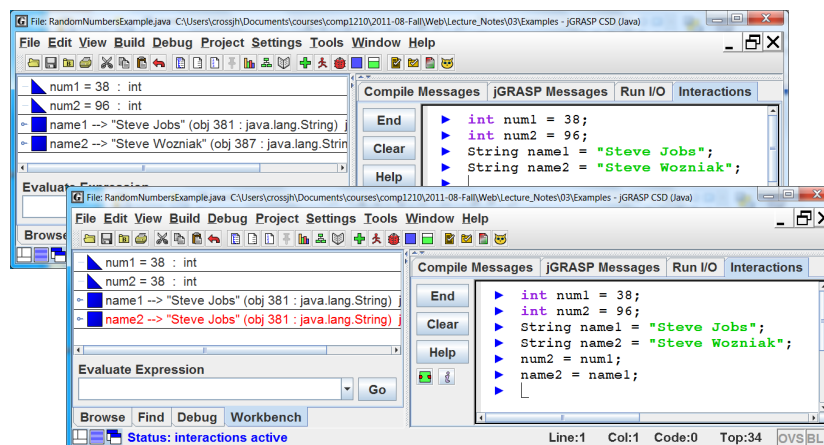 File: RandomNumbersExample.java C:\Users\crossjh\Documents\courses\comp1210\2011-08-Fall\Web\Lecture_Notes\03\Examples - jGRASP CSD (Java)
File Edit View Build Debug Project Settings Tools Window Help
num1 = 38 : int
num2 = 96 : int
name1 --> "Steve Jobs" (obj 381 : java.lang.String) j
name2 --> "Steve Wozniak" (obj 387 : java.lang.Strin
Evaluate Expression
Browse
Compile Messages jGRASP Messages Run I/O Interactions
End
Clear
Help
int num1 = 38;
int num2 = 96;
String name1 = "Steve Jobs";
String name2 = "Steve Wozniak";
File: RandomNumbersExample.java C:\Users\crossjh\Documents\courses\comp1210\2011-08-Fall\Web\Lecture_Notes\03\Examples - jGRASP CSD (Java)
File Edit View Build Debug Project Settings Tools Window Help
num1 = 38 : int
num2 = 38 : int
name1 --> "Steve Jobs" (obj 381 : java.lang.String) j
name2 --> "Steve Jobs" (obj 381 : java.lang.String) j
Evaluate Expression
Go
Browse Find Debug Workbench
Compile Messages jGRASP Messages Run I/O Interactions
End
Clear
Help
int num1 = 38;
int num2 = 96;
String name1 = "Steve Jobs";
String name2 = "Steve Wozniak";
num2 = num1;
name2 = name1;
Status: interactions active
Line:1 Col:1 Code:0 Top:34 OVS BL